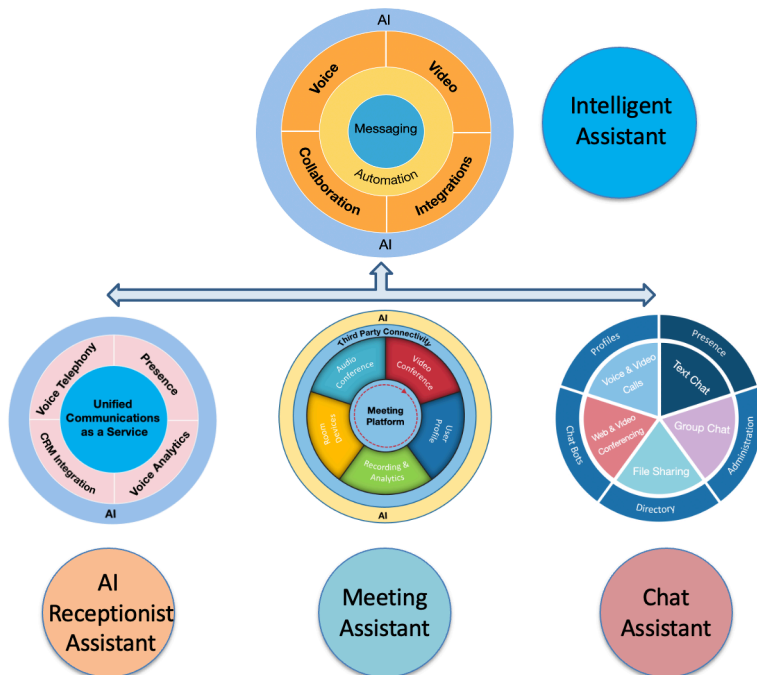 AI
Voice
Video
Messaging
Automation
Collaboration
Integrations
AI
Intelligent
Assistant
Voice Telephony
Presence
Unified
Communications
as a Service
CRM Integration
Voice Analytics
AI
AI
Third Party Connectivity
Audio
Conference
Video
Conference
Meeting
Platform
Room
Devices
User
Profile
Recording &
Analytics
AI
Profiles
Presence
Voice & Video
Calls
Text Chat
Web & Video
Conferencing
Group Chat
File Sharing
Chat Bots
Administration
Directory
AI
Receptionist
Assistant
Meeting
Assistant
Chat
Assistant